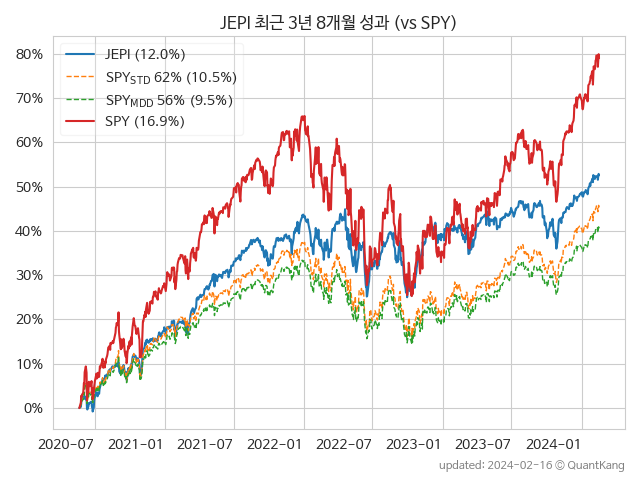 JEPI 최근 3년 8개월 성과 (vs SPY)
JEPI (12.0%)
SPY_STD 62% (10.5%)
SPY_MDD 56% (9.5%)
SPY (16.9%)
80%
70%
60%
50%
40%
30%
20%
10%
0%
2020-07 2021-01 2021-07 2022-01 2022-07 2023-01 2023-07 2024-01
updated: 2024-02-16 © QuantKang